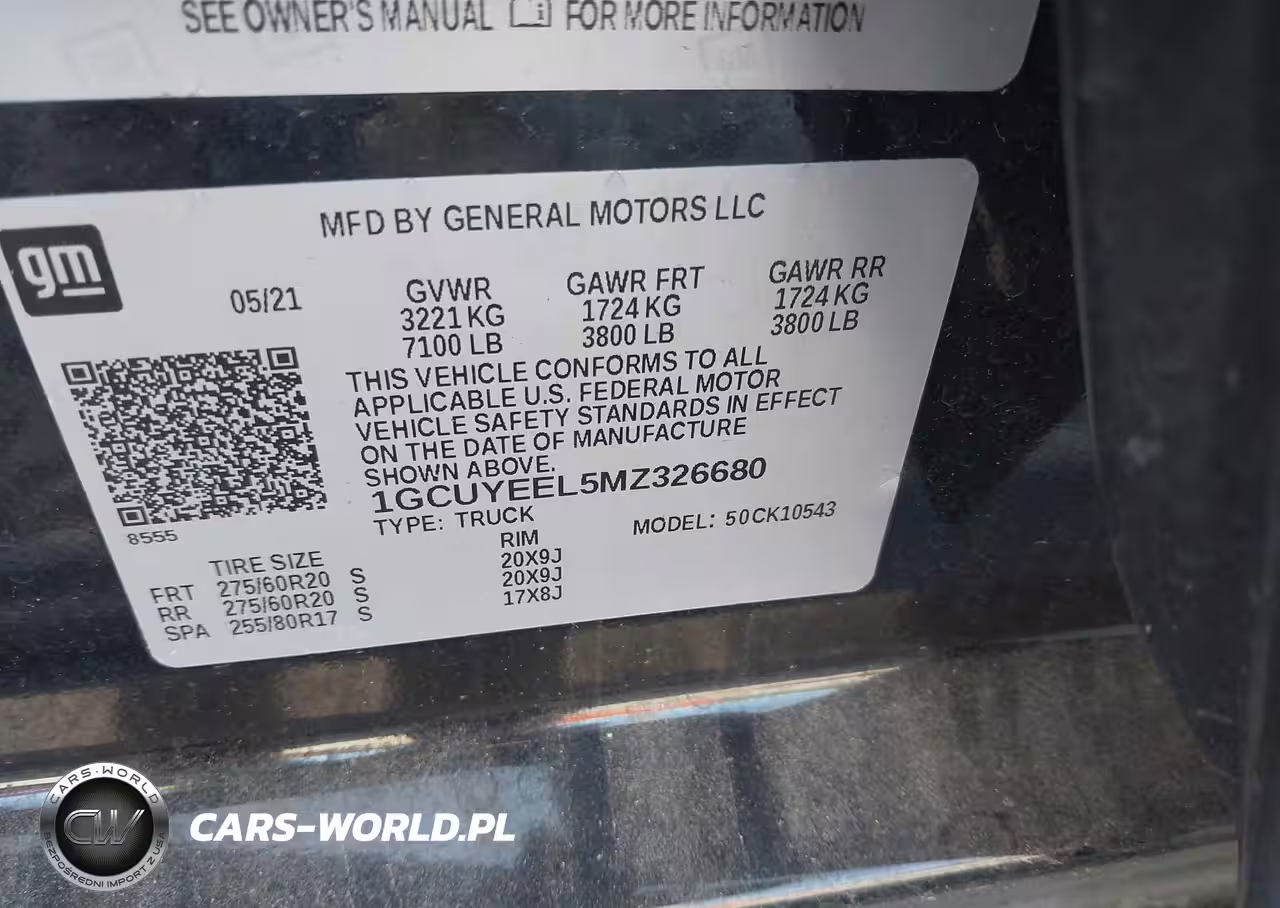 SEE OWNER'S MANUAL i FOR MORE INFORMATION
MFD BY GENERAL MOTORS LLC
gm
05/21
GVWR GAWR FRT GAWR RR
3221 KG 1724 KG 1724 KG
7100 LB 3800 LB 3800 LB
THIS VEHICLE CONFORMS TO ALL
APPLICABLE U.S. FEDERAL MOTOR
VEHICLE SAFETY STANDARDS IN EFFECT
ON THE DATE OF MANUFACTURE
SHOWN ABOVE.
1GCUYEEL5MZ326680
8555
TYPE: TRUCK MODEL: 50CK10543
TIRE SIZE RIM
FRT 275/60R20 S 20X9J
RR 275/60R20 S 20X9J
SPA 255/80R17 S 17X8J
CARS-WORLD
CW
BEZPOŚREDNI IMPORT Z USA
CARS-WORLD.PL